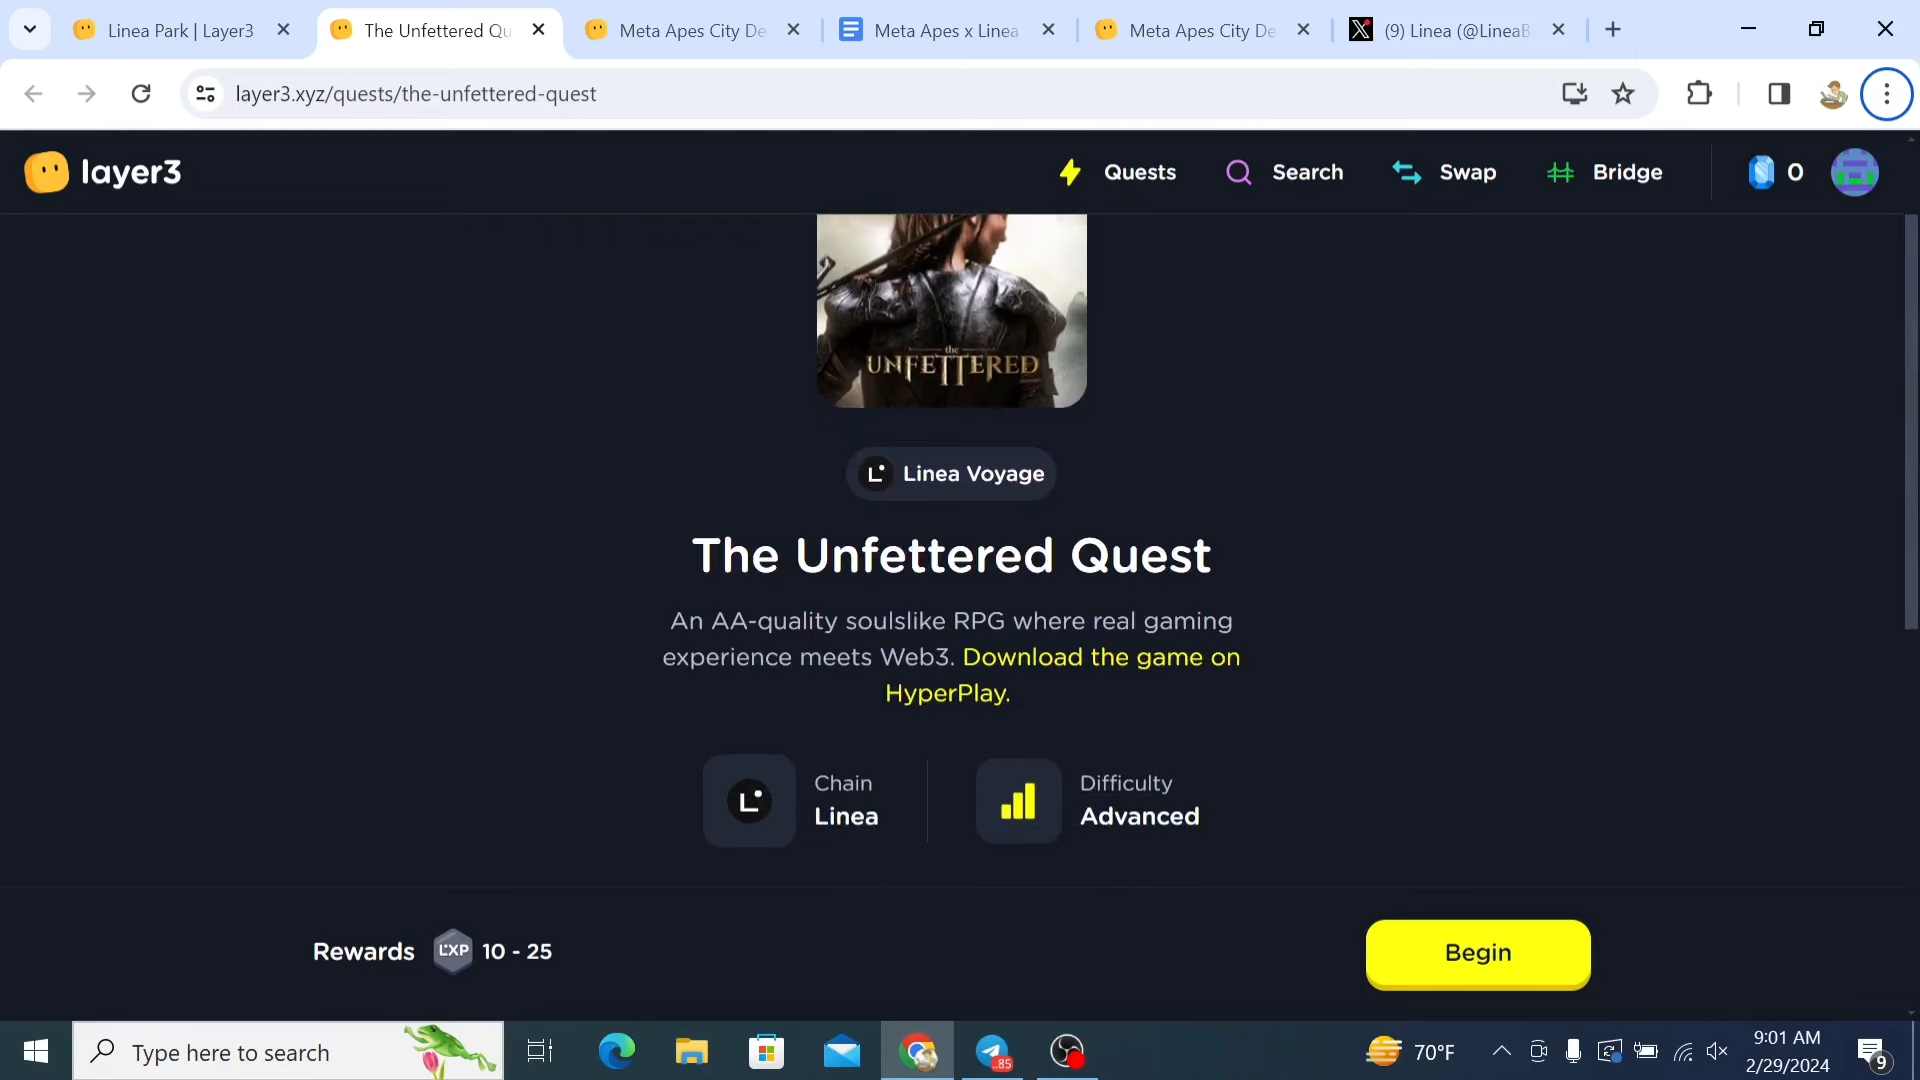 Linea Park | Layer3
The Unfettered Qu
Meta Apes City De
Meta Apes x Linea
Meta Apes City De
(9) Linea (@LineaB
layer3.xyz/quests/the-unfettered-quest
layer3
Quests
Search
Swap
Bridge
0
the
UNFETTERED
Linea Voyage
The Unfettered Quest
An AA-quality soulslike RPG where real gaming
experience meets Web3. Download the game on
HyperPlay.
Chain
Linea
Difficulty
Advanced
Rewards
LXP
10 - 25
Begin
Type here to search
..85
70°F
9:01 AM
2/29/2024
9